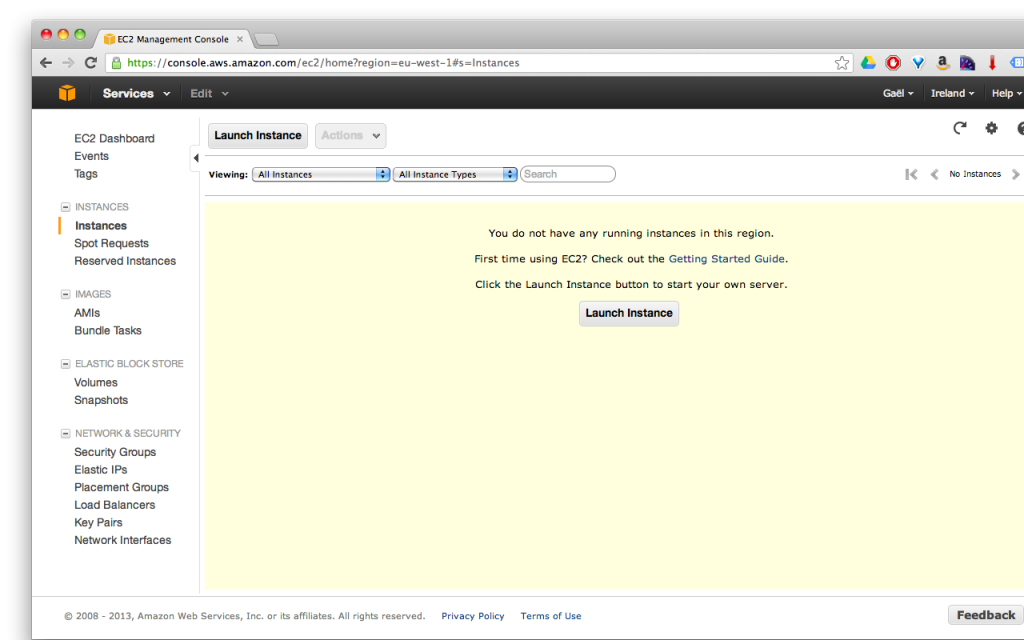 EC2 Management Console
https://console.aws.amazon.com/ec2/home?region=eu-west-1#s=Instances
Services Edit Gaël Ireland Help
EC2 Dashboard
Events
Tags
INSTANCES
Instances
Spot Requests
Reserved Instances
IMAGES
AMIs
Bundle Tasks
ELASTIC BLOCK STORE
Volumes
Snapshots
NETWORK & SECURITY
Security Groups
Elastic IPs
Placement Groups
Load Balancers
Key Pairs
Network Interfaces
Launch Instance Actions
Viewing: All Instances All Instance Types Search No Instances
You do not have any running instances in this region.
First time using EC2? Check out the Getting Started Guide.
Click the Launch Instance button to start your own server.
Launch Instance
© 2008 - 2013, Amazon Web Services, Inc. or its affiliates. All rights reserved. Privacy Policy Terms of Use
Feedback